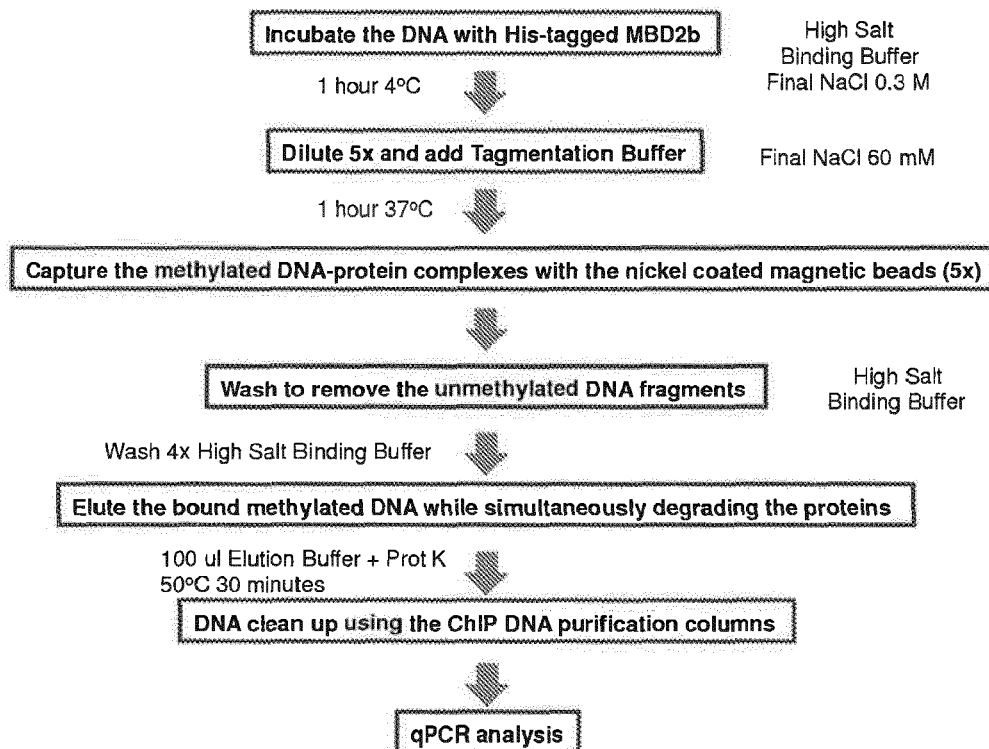 Incubate the DNA with His-tagged MBD2b
High Salt
Binding Buffer
Final NaCl 0.3 M
1 hour 4°C
Dilute 5x and add Tagmentation Buffer
Final NaCl 60 mM
1 hour 37°C
Capture the methylated DNA-protein complexes with the nickel coated magnetic beads (5x)
Wash to remove the unmethylated DNA fragments
High Salt
Binding Buffer
Wash 4x High Salt Binding Buffer
Elute the bound methylated DNA while simultaneously degrading the proteins
100 ul Elution Buffer + Prot K
50°C 30 minutes
DNA clean up using the ChIP DNA purification columns
qPCR analysis